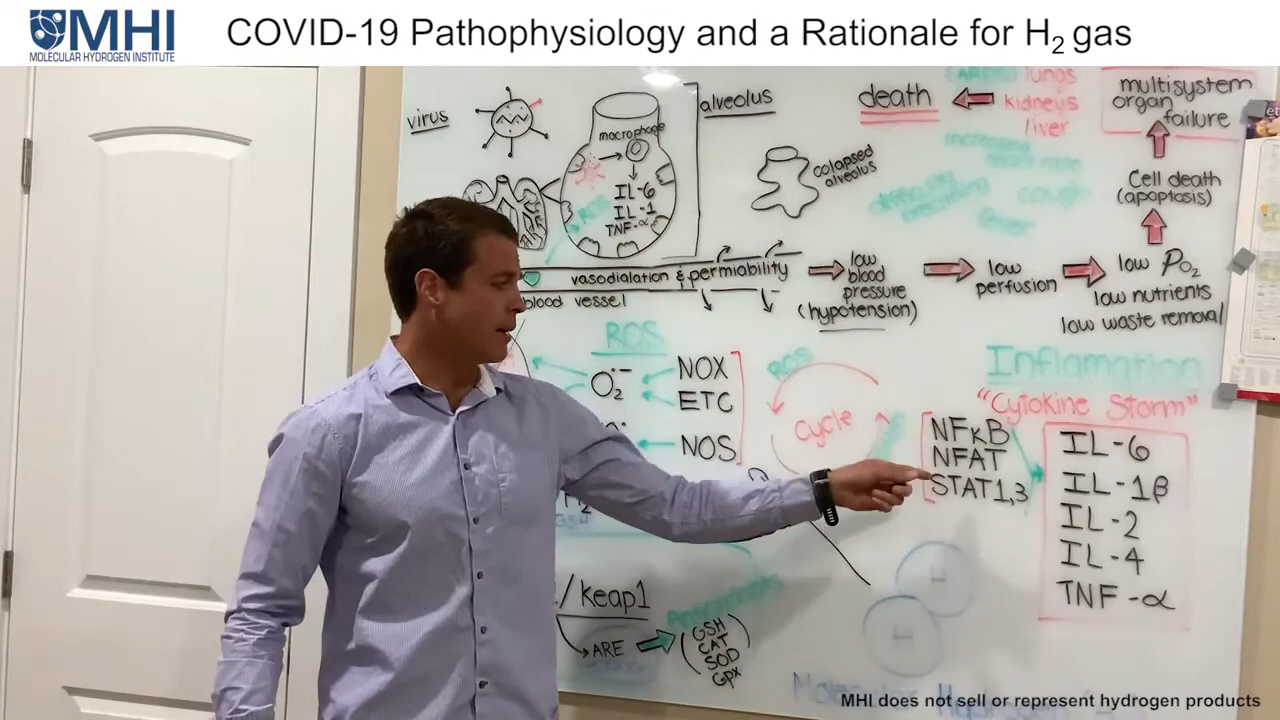 MHI
MOLECULAR HYDROGEN INSTITUTE
COVID-19 Pathophysiology and a Rationale for H₂ gas
virus
macrophage
IL-6
IL-1
TNF-α
ROS
alveolus
colapsed
alveolus
death
lungs
kidneys
liver
multisystem
organ
failure
Cell death
(apoptosis)
vasodialation & permiability
blood vessel
low
blood
pressure
(hypotension)
low
perfusion
low PO₂
low nutrients
low waste removal
ROS
O₂•−
NOX
ETC
NOS
ROS
cycle
Inflamation
"Cytokine Storm"
NFκB
NFAT
STAT1,3
IL-6
IL-1β
IL-2
IL-4
TNF-α
/keap1
ARE
(GSH
CAT
SOD
GPx)
H
H
MHI does not sell or represent hydrogen products